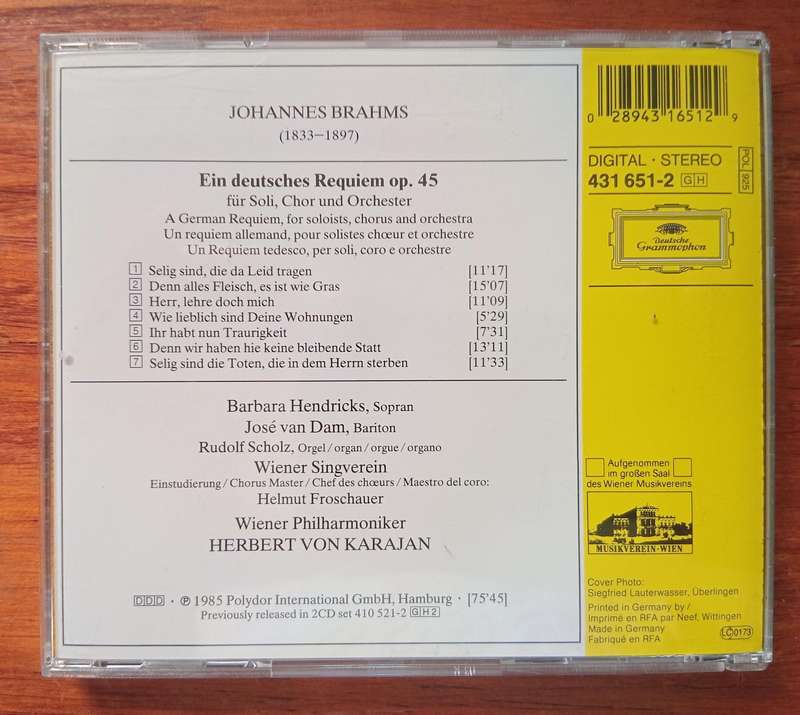 JOHANNES BRAHMS
(1833–1897)
Ein deutsches Requiem op. 45
für Soli, Chor und Orchester
A German Requiem, for soloists, chorus and orchestra
Un requiem allemand, pour solistes chœur et orchestre
Un Requiem tedesco, per soli, coro e orchestre
1 Selig sind, die da Leid tragen [11'17]
2 Denn alles Fleisch, es ist wie Gras [15'07]
3 Herr, lehre doch mich [11'09]
4 Wie lieblich sind Deine Wohnungen [5'29]
5 Ihr habt nun Traurigkeit [7'31]
6 Denn wir haben hie keine bleibende Statt [13'11]
7 Selig sind die Toten, die in dem Herrn sterben [11'33]
Barbara Hendricks, Sopran
José van Dam, Bariton
Rudolf Scholz, Orgel/organ/orgue/organo
Wiener Singverein
Einstudierung/Chorus Master/Chef des chœurs/Maestro del coro:
Helmut Froschauer
Wiener Philharmoniker
HERBERT VON KARAJAN
DDD · ℗ 1985 Polydor International GmbH, Hamburg · [75'45]
Previously released in 2CD set 410 521-2 GH2
0 28943 16512 9
DIGITAL · STEREO
431 651-2 GH
POL 925
Deutsche
Grammophon
Aufgenommen
im großen Saal
des Wiener Musikvereins
MUSIKVEREIN·WIEN
Cover Photo:
Siegfried Lauterwasser, Überlingen
Printed in Germany by /
Imprimé en RFA par Neef, Wittingen
Made in Germany
Fabriqué en RFA
LC 0173